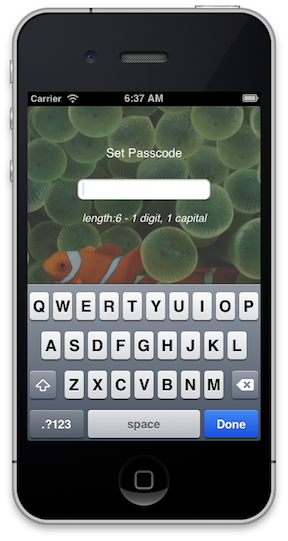 Carrier 6:37 AM
Set Passcode
length:6 - 1 digit, 1 capital
Q W E R T Y U I O P
A S D F G H J K L
Z X C V B N M
.?123 space Done